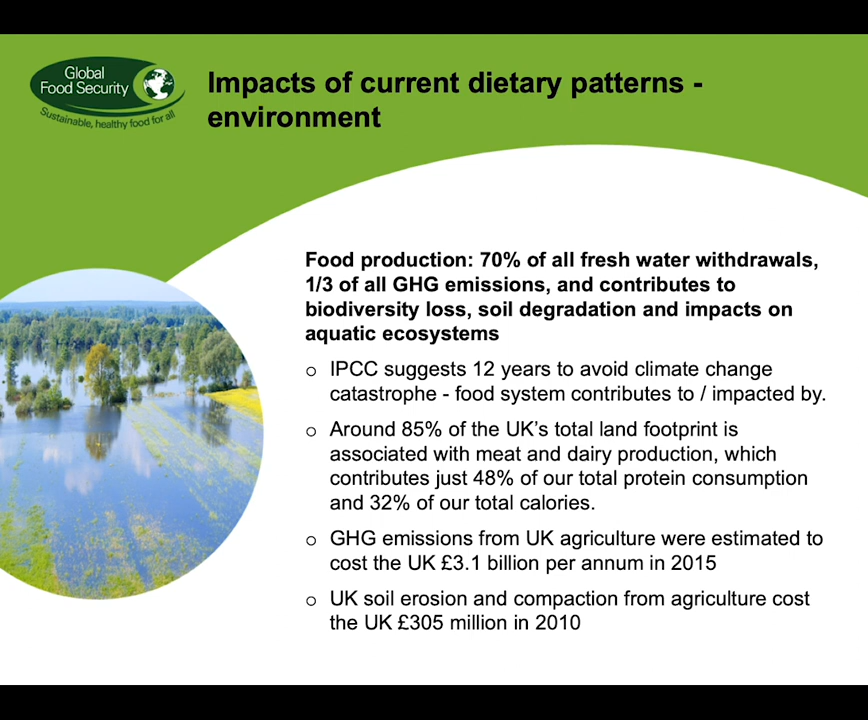 Global
Food Security
Sustainable, healthy food for all
Impacts of current dietary patterns -
environment
Food production: 70% of all fresh water withdrawals,
1/3 of all GHG emissions, and contributes to
biodiversity loss, soil degradation and impacts on
aquatic ecosystems
o IPCC suggests 12 years to avoid climate change
catastrophe - food system contributes to / impacted by.
o Around 85% of the UK’s total land footprint is
associated with meat and dairy production, which
contributes just 48% of our total protein consumption
and 32% of our total calories.
o GHG emissions from UK agriculture were estimated to
cost the UK £3.1 billion per annum in 2015
o UK soil erosion and compaction from agriculture cost
the UK £305 million in 2010